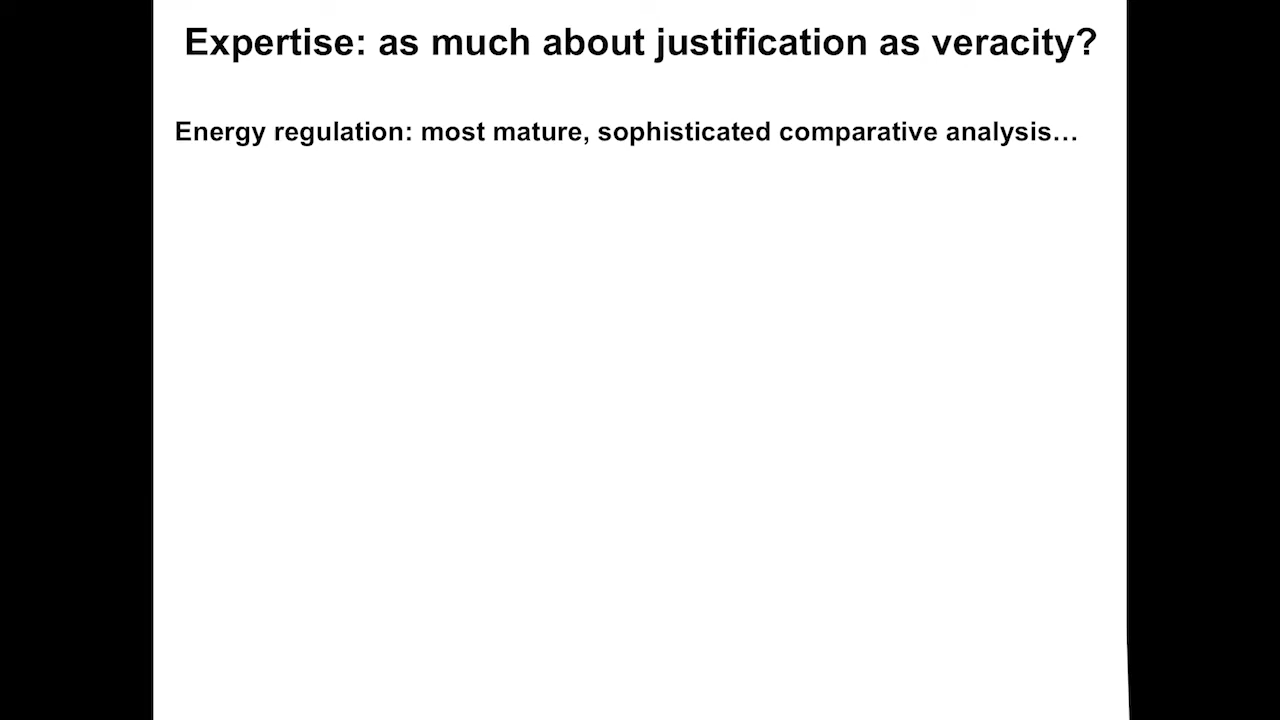 Expertise: as much about justification as veracity?
Energy regulation: most mature, sophisticated comparative analysis…